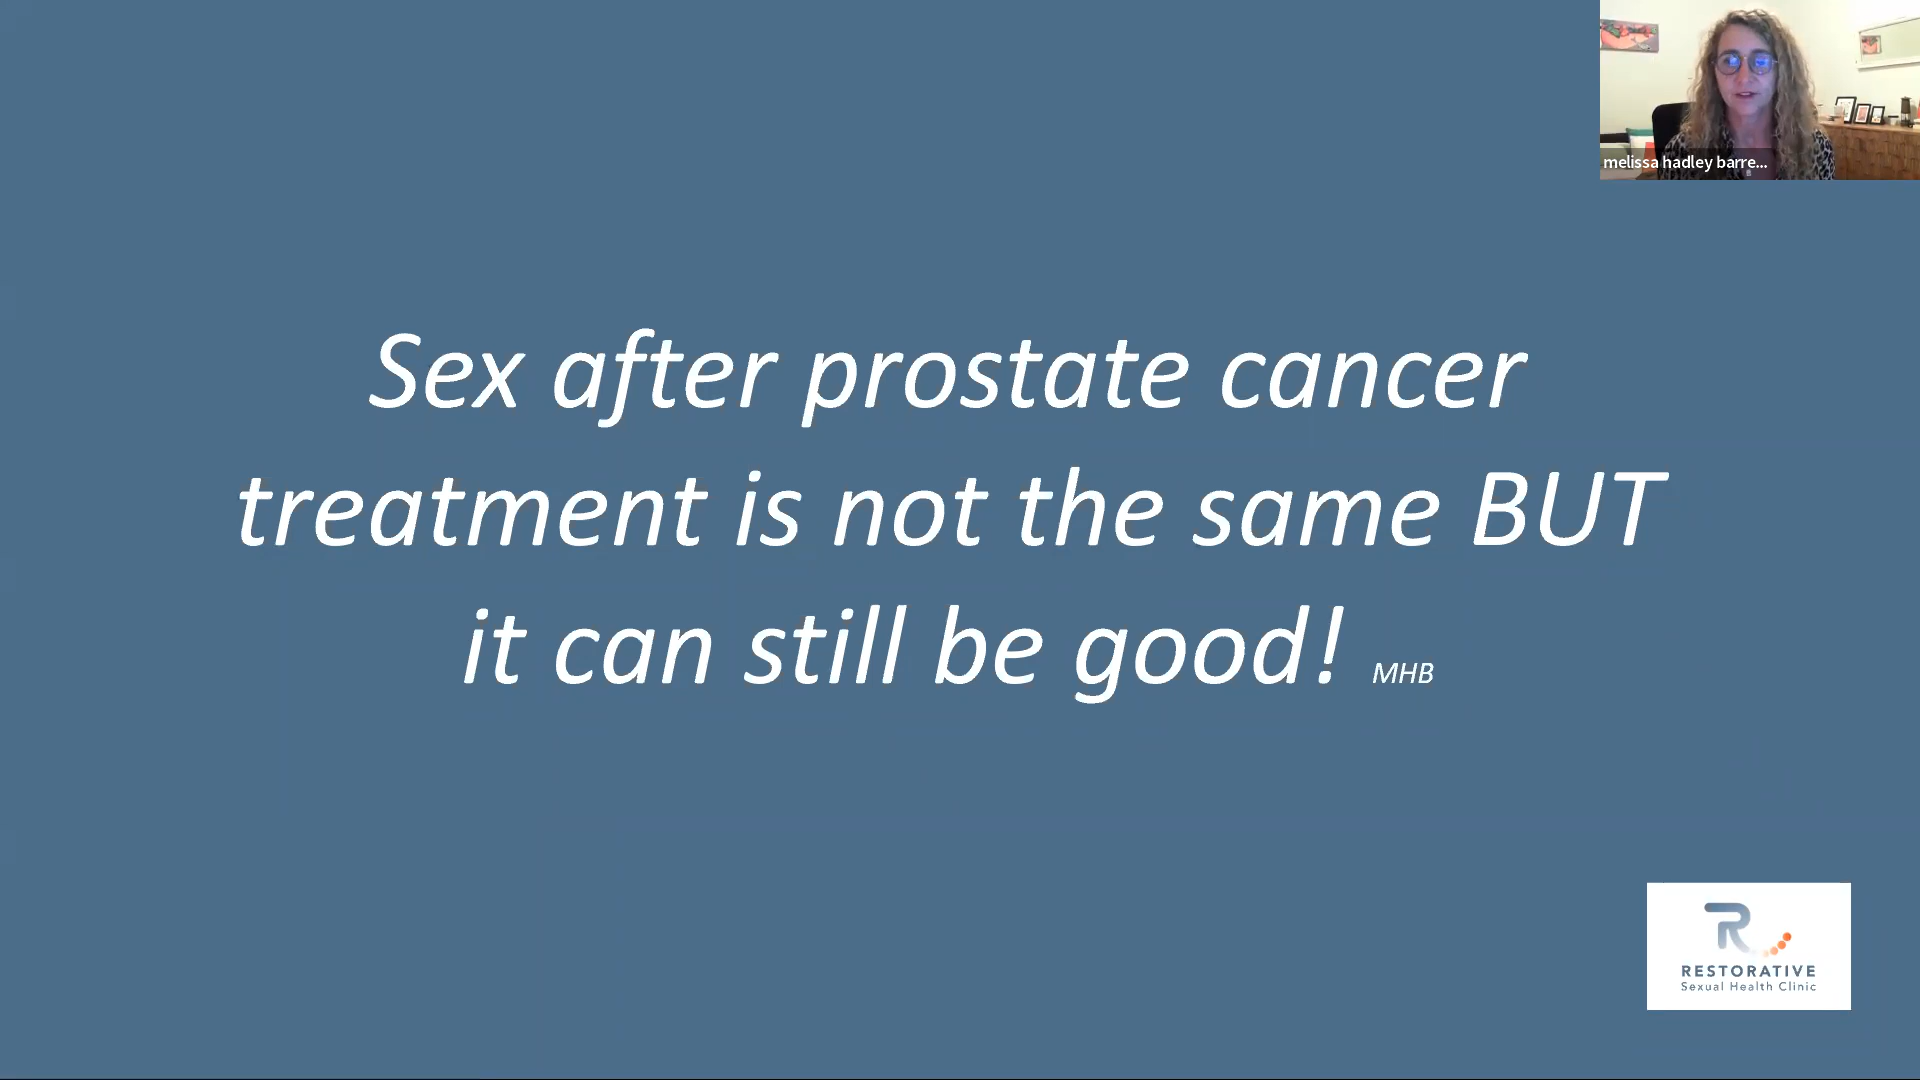 melissa hadley barre...
Sex after prostate cancer
treatment is not the same BUT
it can still be good! MHB
RESTORATIVE
Sexual Health Clinic